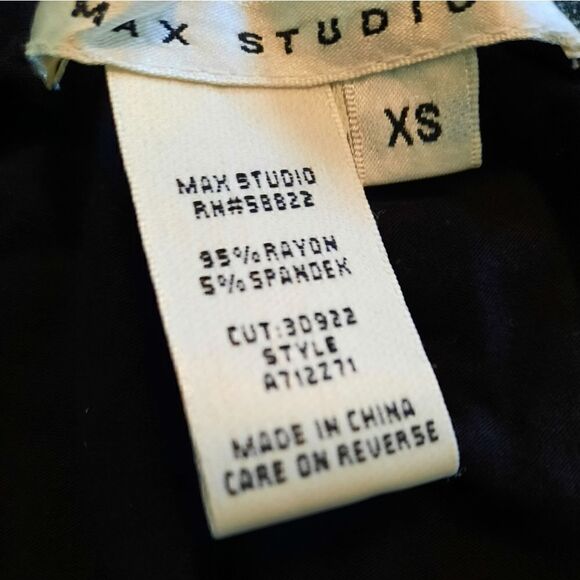 MAX STUDIO
XS
MAX STUDIO
RN#58822
95% RAYON
5% SPANDEX
CUT:30922
STYLE
A712Z71
MADE IN CHINA
CARE ON REVERSE